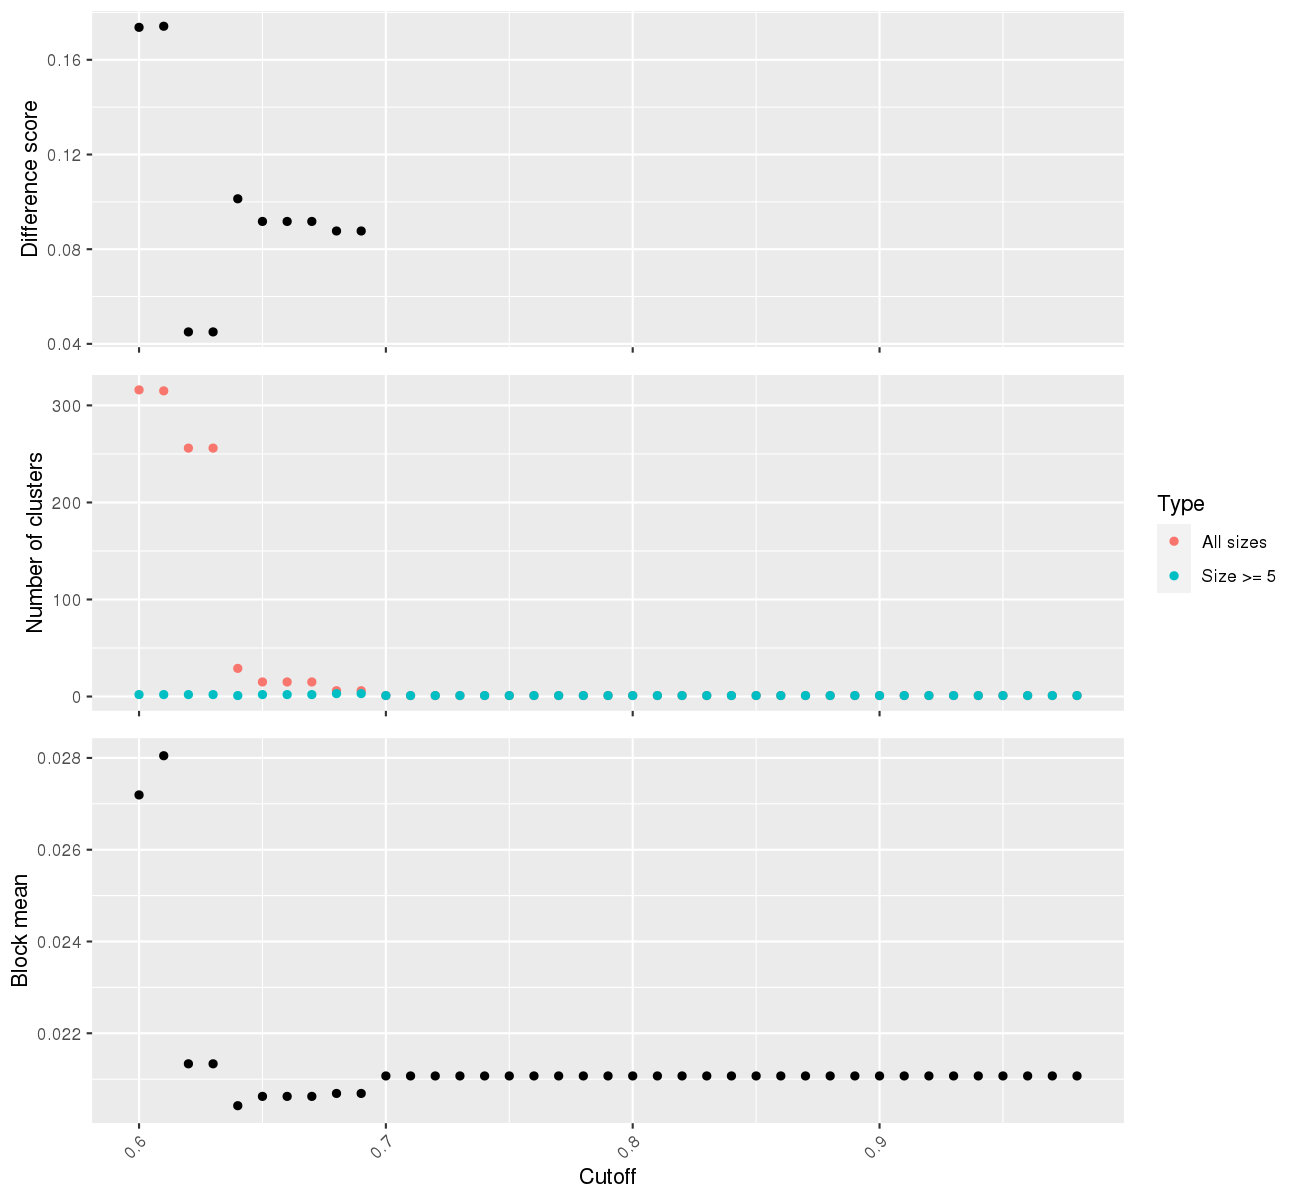 Difference score
0.16
0.12
0.08
0.04
Number of clusters
300
200
100
0
Type
All sizes
Size >= 5
Block mean
0.028
0.026
0.024
0.022
0.6
0.7
0.8
0.9
Cutoff